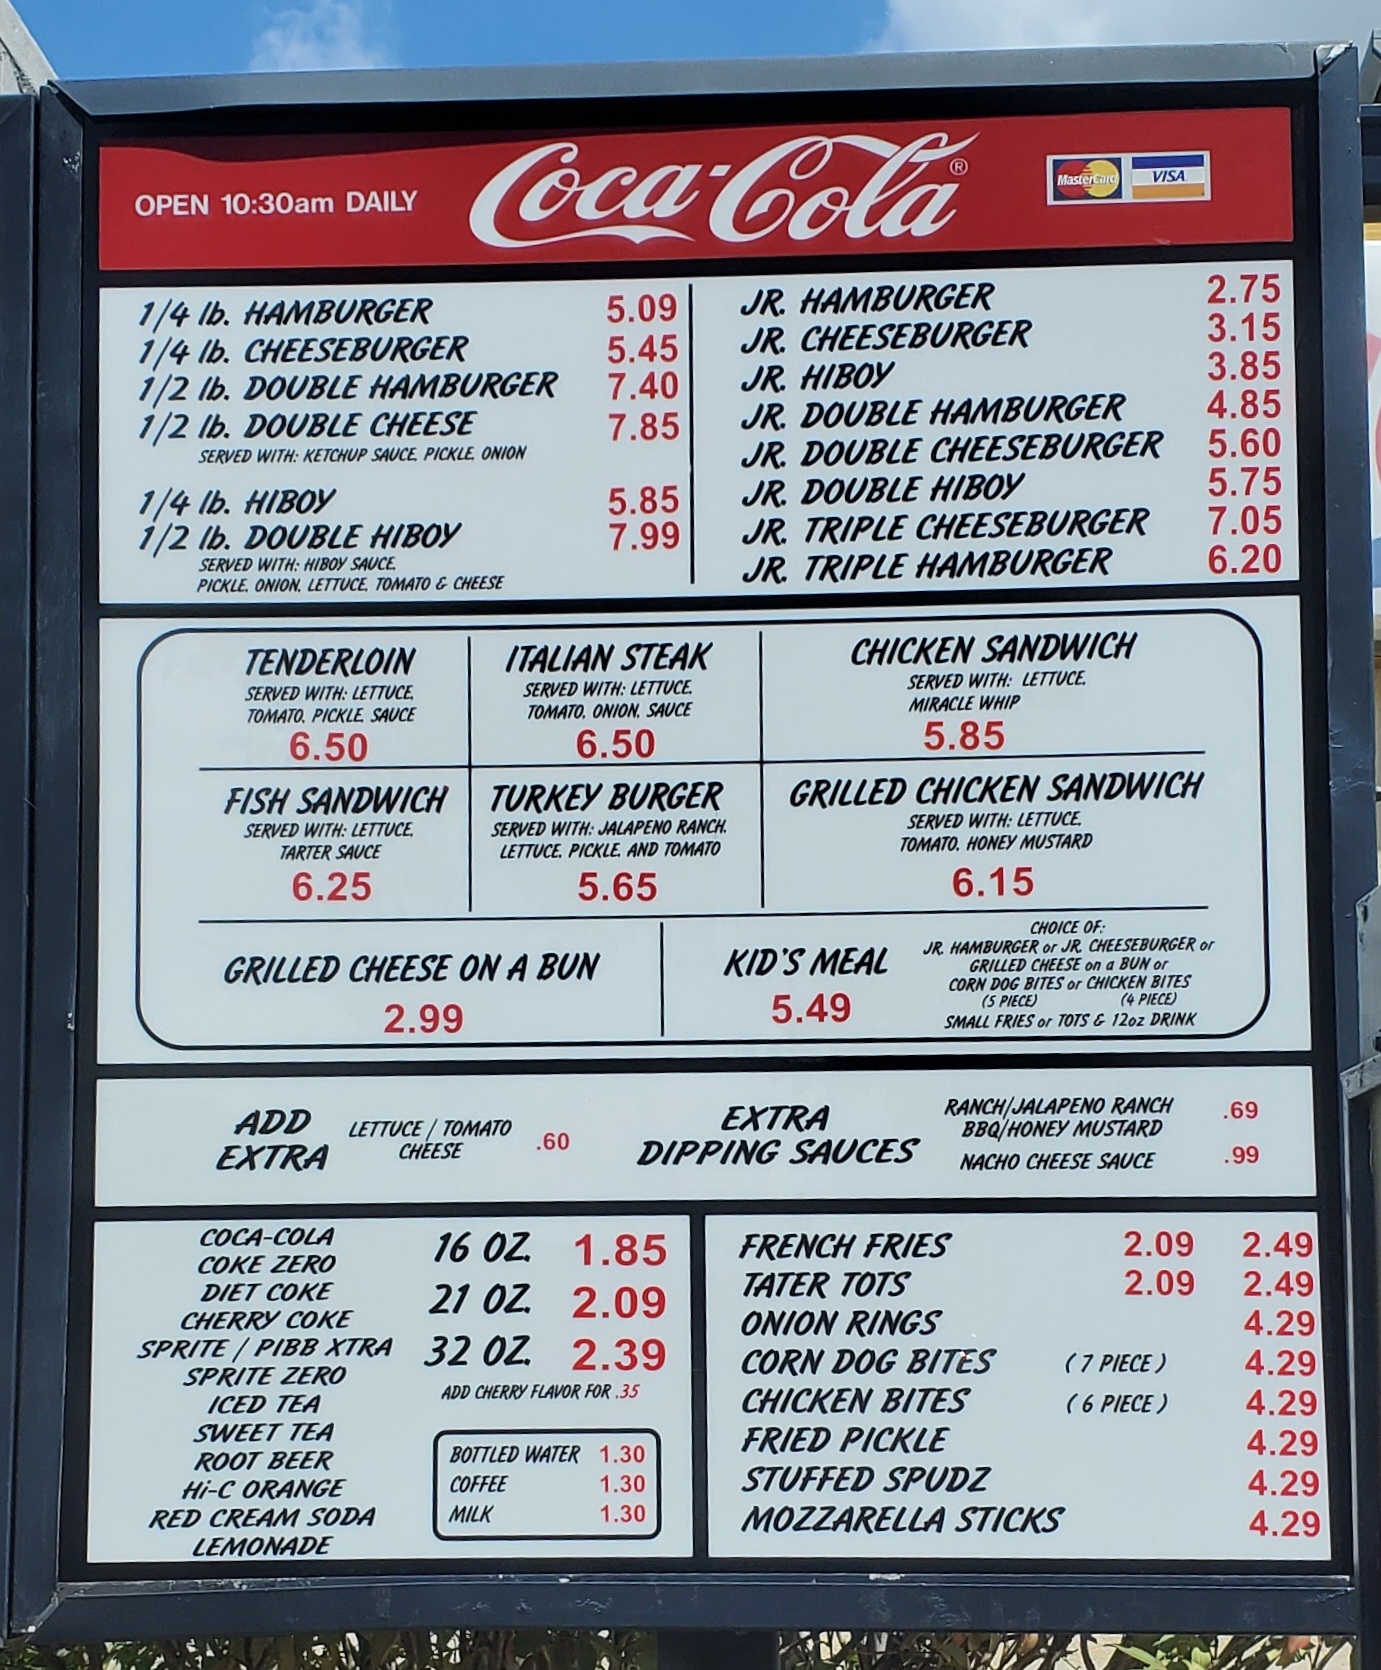 OPEN 10:30am DAILY
Coca-Cola®
MasterCard
VISA
1/4 lb. HAMBURGER 5.09
1/4 lb. CHEESEBURGER 5.45
1/2 lb. DOUBLE HAMBURGER 7.40
1/2 lb. DOUBLE CHEESE 7.85
SERVED WITH: KETCHUP SAUCE, PICKLE, ONION
1/4 lb. HIBOY 5.85
1/2 lb. DOUBLE HIBOY 7.99
SERVED WITH: HIBOY SAUCE,
PICKLE, ONION, LETTUCE, TOMATO & CHEESE
JR. HAMBURGER 2.75
JR. CHEESEBURGER 3.15
JR. HIBOY 3.85
JR. DOUBLE HAMBURGER 4.85
JR. DOUBLE CHEESEBURGER 5.60
JR. DOUBLE HIBOY 5.75
JR. TRIPLE CHEESEBURGER 7.05
JR. TRIPLE HAMBURGER 6.20
TENDERLOIN
SERVED WITH: LETTUCE,
TOMATO, PICKLE, SAUCE
6.50
ITALIAN STEAK
SERVED WITH: LETTUCE,
TOMATO, ONION, SAUCE
6.50
CHICKEN SANDWICH
SERVED WITH: LETTUCE,
MIRACLE WHIP
5.85
FISH SANDWICH
SERVED WITH: LETTUCE,
TARTER SAUCE
6.25
TURKEY BURGER
SERVED WITH: JALAPENO RANCH,
LETTUCE, PICKLE, AND TOMATO
5.65
GRILLED CHICKEN SANDWICH
SERVED WITH: LETTUCE,
TOMATO, HONEY MUSTARD
6.15
GRILLED CHEESE ON A BUN
2.99
KID'S MEAL
5.49
CHOICE OF:
JR. HAMBURGER or JR. CHEESEBURGER or
GRILLED CHEESE on a BUN or
CORN DOG BITES or CHICKEN BITES
(5 PIECE) (4 PIECE)
SMALL FRIES or TOTS & 12oz DRINK
ADD
EXTRA
LETTUCE / TOMATO
CHEESE
.60
EXTRA
DIPPING SAUCES
RANCH/JALAPENO RANCH
BBQ/HONEY MUSTARD
.69
NACHO CHEESE SAUCE .99
COCA-COLA
COKE ZERO
DIET COKE
CHERRY COKE
SPRITE / PIBB XTRA
SPRITE ZERO
ICED TEA
SWEET TEA
ROOT BEER
Hi-C ORANGE
RED CREAM SODA
LEMONADE
16 OZ. 1.85
21 OZ. 2.09
32 OZ. 2.39
ADD CHERRY FLAVOR FOR .35
BOTTLED WATER 1.30
COFFEE 1.30
MILK 1.30
FRENCH FRIES 2.09 2.49
TATER TOTS 2.09 2.49
ONION RINGS 4.29
CORN DOG BITES (7 PIECE) 4.29
CHICKEN BITES (6 PIECE) 4.29
FRIED PICKLE 4.29
STUFFED SPUDZ 4.29
MOZZARELLA STICKS 4.29